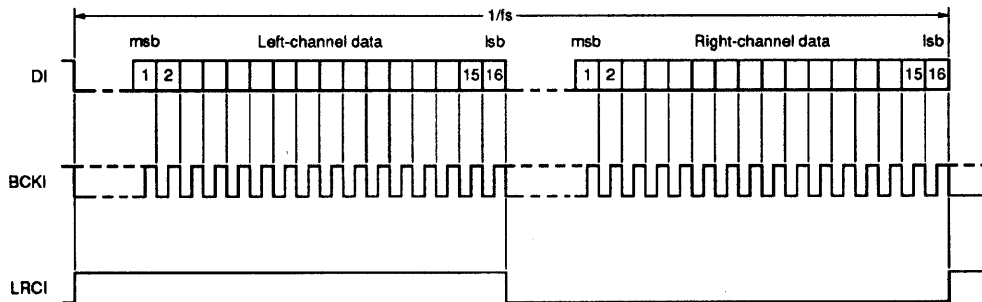 1/fs
msb Left-channel data lsb msb Right-channel data lsb
DI 1 2 15 16 1 2 15 16
BCKI
LRCI